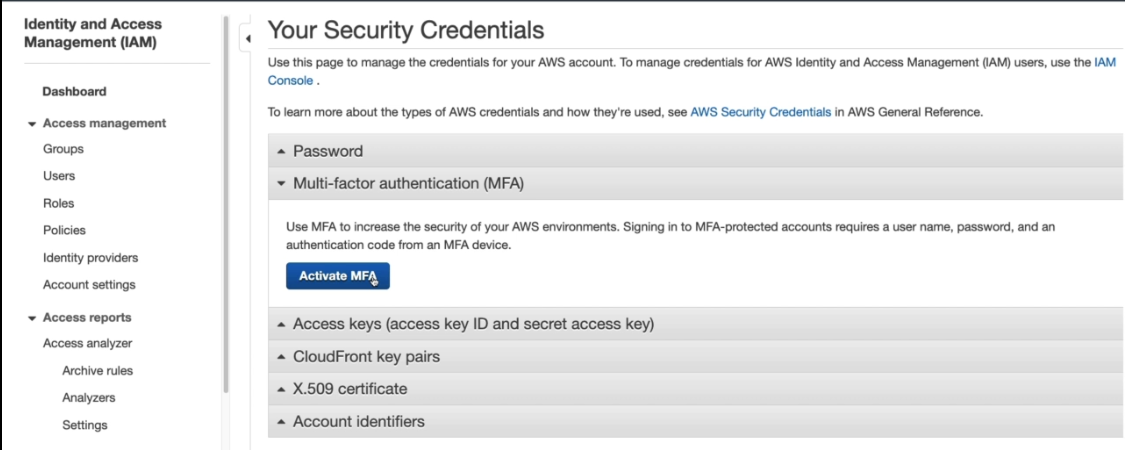 Identity and Access
Management (IAM)
Dashboard
Access management
Groups
Users
Roles
Policies
Identity providers
Account settings
Access reports
Access analyzer
Archive rules
Analyzers
Settings
Your Security Credentials
Use this page to manage the credentials for your AWS account. To manage credentials for AWS Identity and Access Management (IAM) users, use the IAM
Console .
To learn more about the types of AWS credentials and how they're used, see AWS Security Credentials in AWS General Reference.
Password
Multi-factor authentication (MFA)
Use MFA to increase the security of your AWS environments. Signing in to MFA-protected accounts requires a user name, password, and an
authentication code from an MFA device.
Activate MFA
Access keys (access key ID and secret access key)
CloudFront key pairs
X.509 certificate
Account identifiers